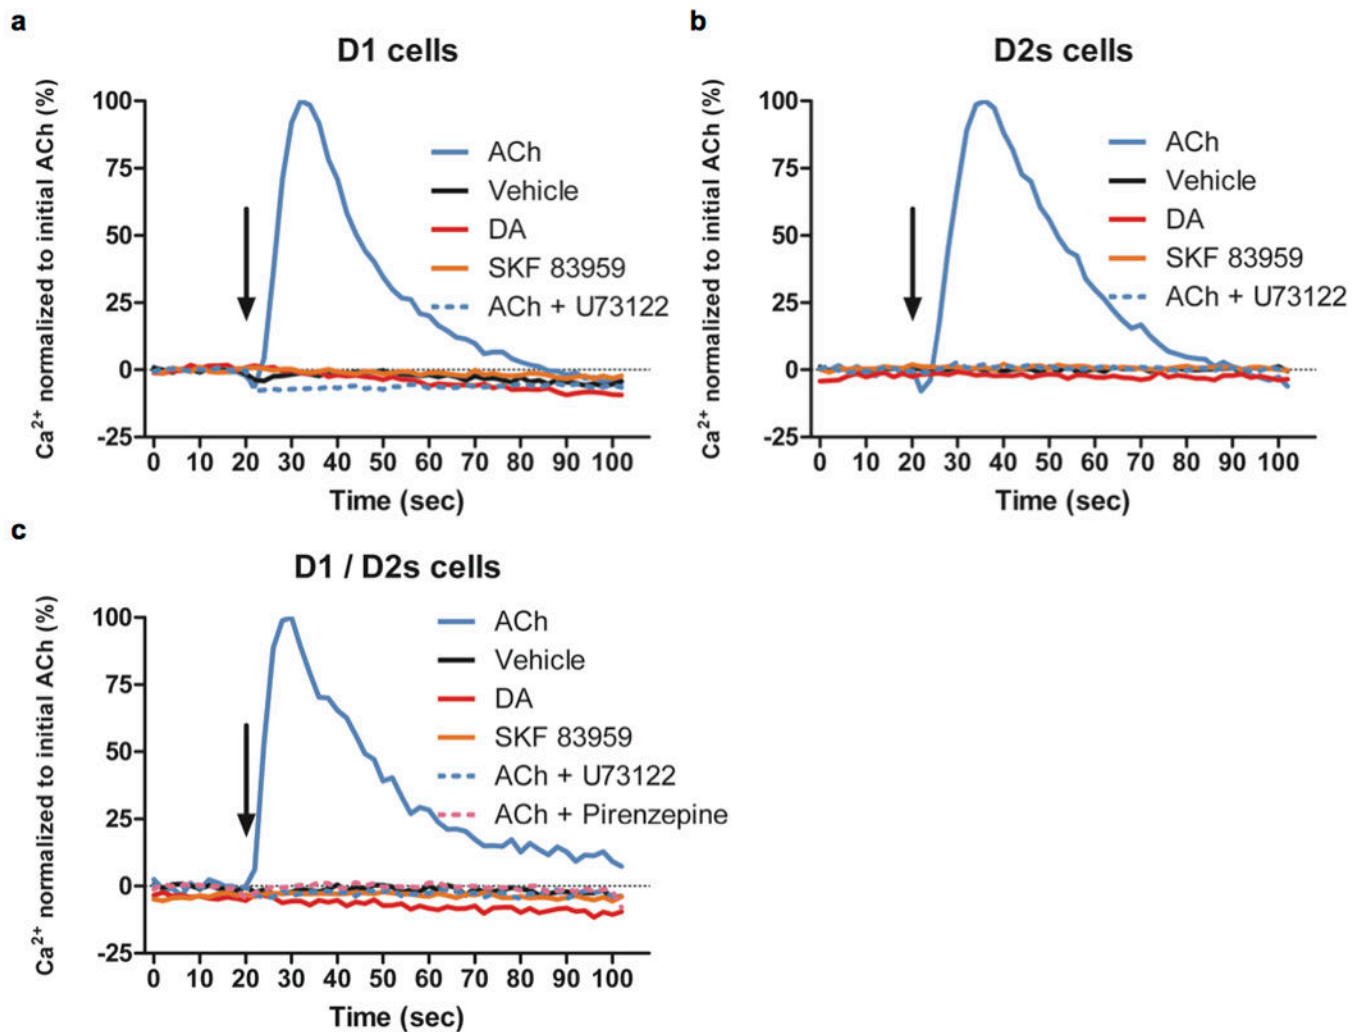 a
D1 cells
Ca²⁺ normalized to initial ACh (%)
100
75
50
25
0
-25
0 10 20 30 40 50 60 70 80 90 100
Time (sec)
ACh
Vehicle
DA
SKF 83959
ACh + U73122
b
D2s cells
Ca²⁺ normalized to initial ACh (%)
100
75
50
25
0
-25
0 10 20 30 40 50 60 70 80 90 100
Time (sec)
ACh
Vehicle
DA
SKF 83959
ACh + U73122
c
D1 / D2s cells
Ca²⁺ normalized to initial ACh (%)
100
75
50
25
0
-25
0 10 20 30 40 50 60 70 80 90 100
Time (sec)
ACh
Vehicle
DA
SKF 83959
ACh + U73122
ACh + Pirenzepine